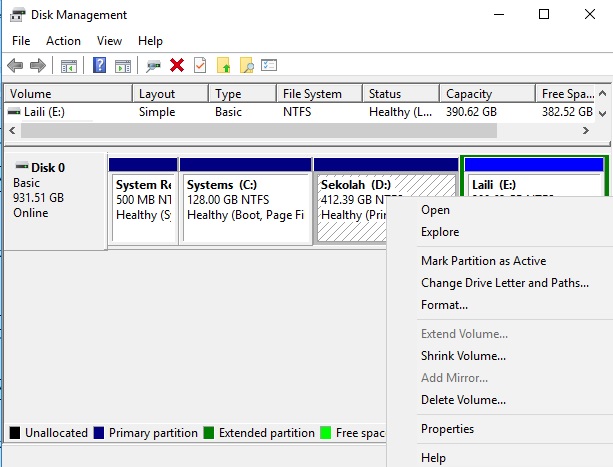 Disk Management
File Action View Help
Volume Layout Type File System Status Capacity Free Spa...
Laili (E:) Simple Basic NTFS Healthy (L... 390.62 GB 382.52 GB
Disk 0
Basic
931.51 GB
Online
System Re
500 MB NT
Healthy (S
Systems (C:)
128.00 GB NTFS
Healthy (Boot, Page Fi
Sekolah (D:)
412.39 GB NTFS
Healthy (Prin
Laili (E:)
Open
Explore
Mark Partition as Active
Change Drive Letter and Paths...
Format...
Extend Volume...
Shrink Volume...
Add Mirror...
Delete Volume...
Properties
Help
Unallocated Primary partition Extended partition Free spac